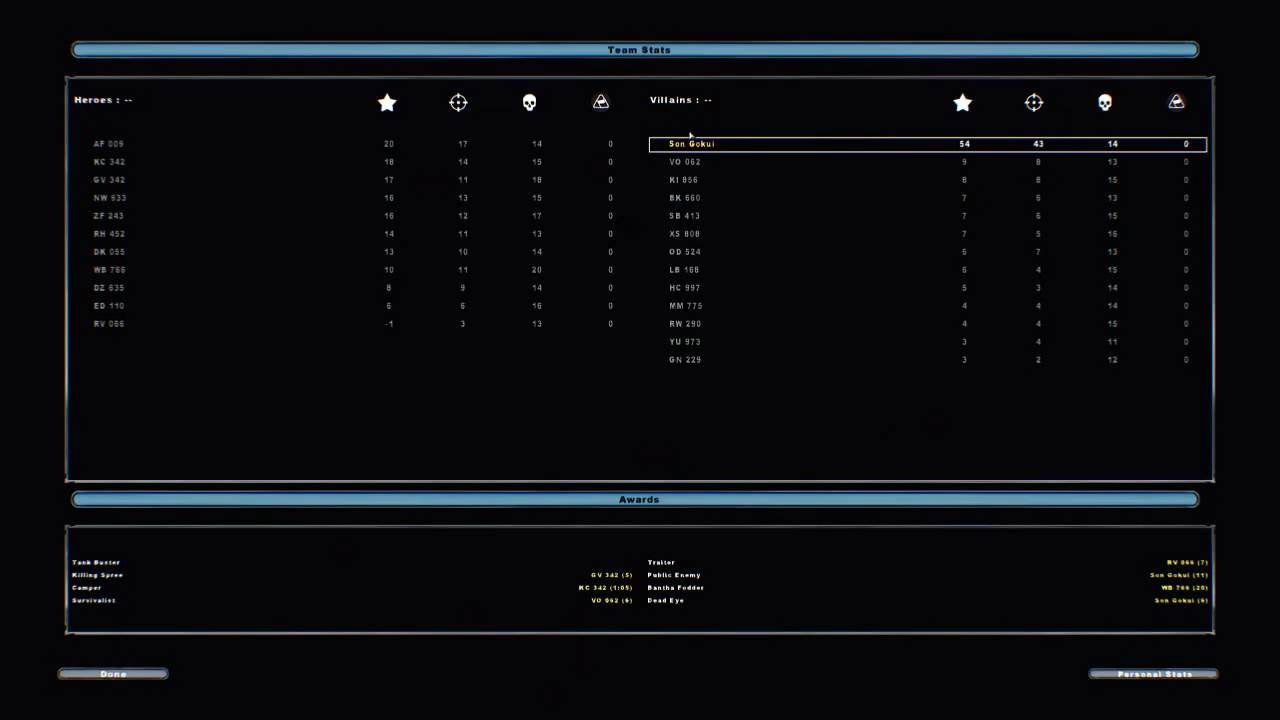 Team Stats
Heroes : --
AF 009 20 17 14 0
KC 342 18 14 15 0
GV 342 17 11 18 0
NW 933 16 13 15 0
ZF 243 16 12 17 0
RH 452 14 11 13 0
DK 055 13 10 14 0
WB 766 10 11 20 0
DZ 635 8 9 14 0
ED 110 6 6 16 0
RV 066 -1 3 13 0
Villains : --
Son Gokui 54 43 14 0
VO 062 9 8 13 0
KI 856 8 8 15 0
BK 660 7 6 13 0
SB 413 7 6 15 0
XS 808 7 5 16 0
OD 524 6 7 13 0
LB 168 6 4 15 0
HC 997 5 3 14 0
MM 775 4 4 14 0
RW 290 4 4 15 0
YU 973 3 4 11 0
GN 229 3 2 12 0
Awards
Tank Buster
Killing Spree GV 342 (5)
Camper KC 342 (1:05)
Survivalist VO 062 (6)
Traitor RV 066 (7)
Public Enemy Son Gokui (11)
Bantha Fodder WB 766 (20)
Dead Eye Son Gokui (6)
Done
Personal Stats